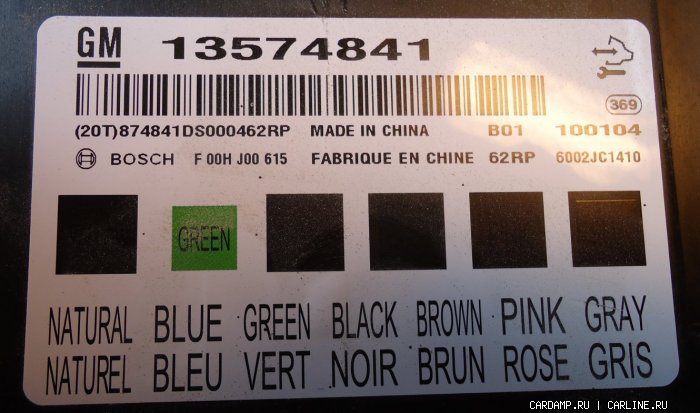 GM 13574841
369
(20T)874841DS000462RP MADE IN CHINA B01 100104
BOSCH F 00H J00 615 FABRIQUE EN CHINE 62RP 6002JC1410
GREEN
NATURAL BLUE GREEN BLACK BROWN PINK GRAY
NATUREL BLEU VERT NOIR BRUN ROSE GRIS
CARDAMP.RU | CARLINE.RU